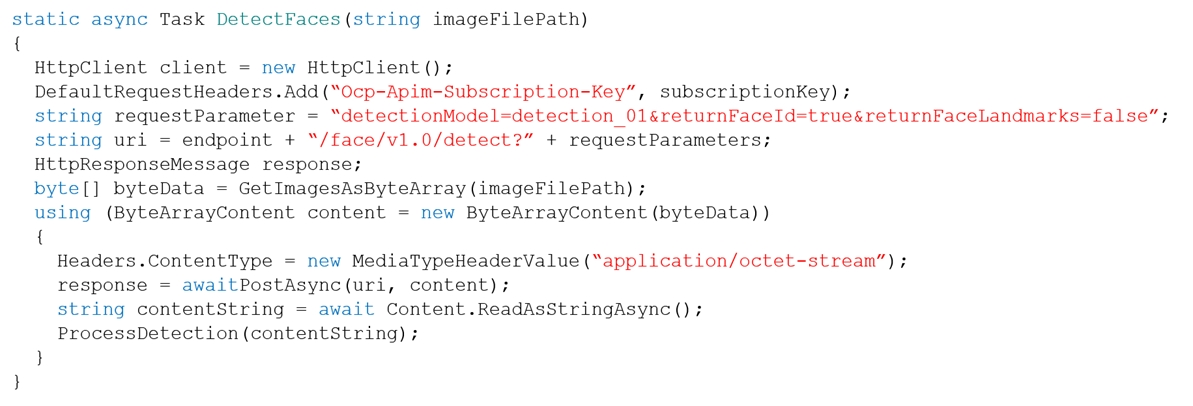 static async Task DetectFaces(string imageFilePath)
{
HttpClient client = new HttpClient();
DefaultRequestHeaders.Add(“Ocp-Apim-Subscription-Key”, subscriptionKey);
string requestParameter = “detectionModel=detection_01&returnFaceId=true&returnFaceLandmarks=false”;
string uri = endpoint + “/face/v1.0/detect?” + requestParameters;
HttpResponseMessage response;
byte[] byteData = GetImagesAsByteArray(imageFilePath);
using (ByteArrayContent content = new ByteArrayContent(byteData))
{
Headers.ContentType = new MediaTypeHeaderValue(“application/octet-stream”);
response = awaitPostAsync(uri, content);
string contentString = await Content.ReadAsStringAsync();
ProcessDetection(contentString);
}
}